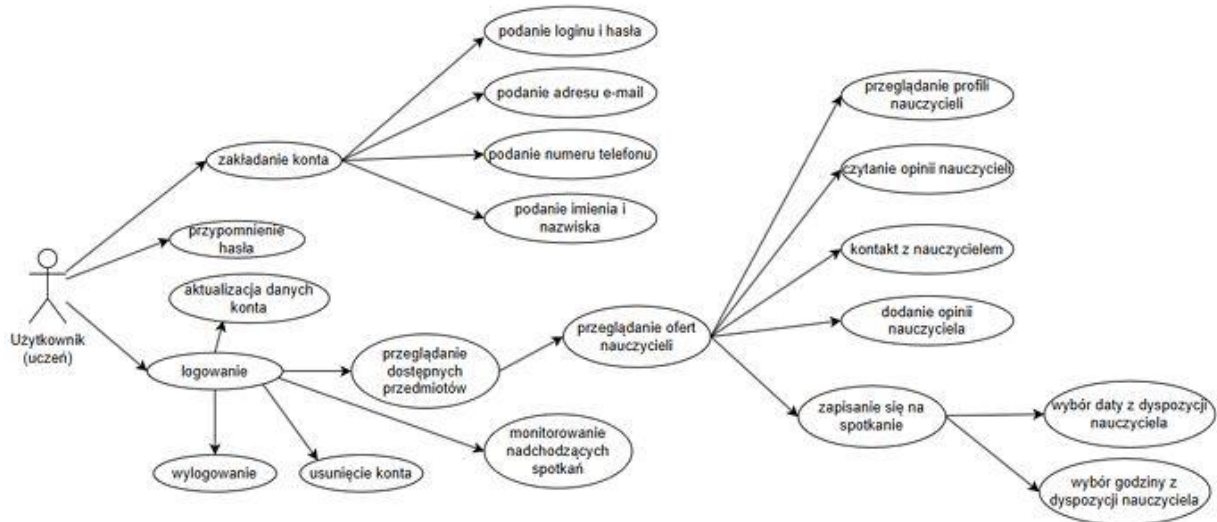 podanie loginu i hasła
podanie adresu e-mail
podanie numeru telefonu
podanie imienia i
nazwiska
zakładanie konta
przypomnienie
hasła
Użytkownik
(uczeń)
aktualizacja danych
konta
logowanie
wylogowanie
usunięcie konta
przeglądanie
dostępnych
przedmiotów
monitorowanie
nadchodzących
spotkań
przeglądanie ofert
nauczycieli
przeglądanie profili
nauczycieli
czytanie opinii nauczycieli
kontakt z nauczycielem
dodanie opinii
nauczyciela
zapisanie się na
spotkanie
wybór daty z dyspozycji
nauczyciela
wybór godziny z
dyspozycji nauczyciela